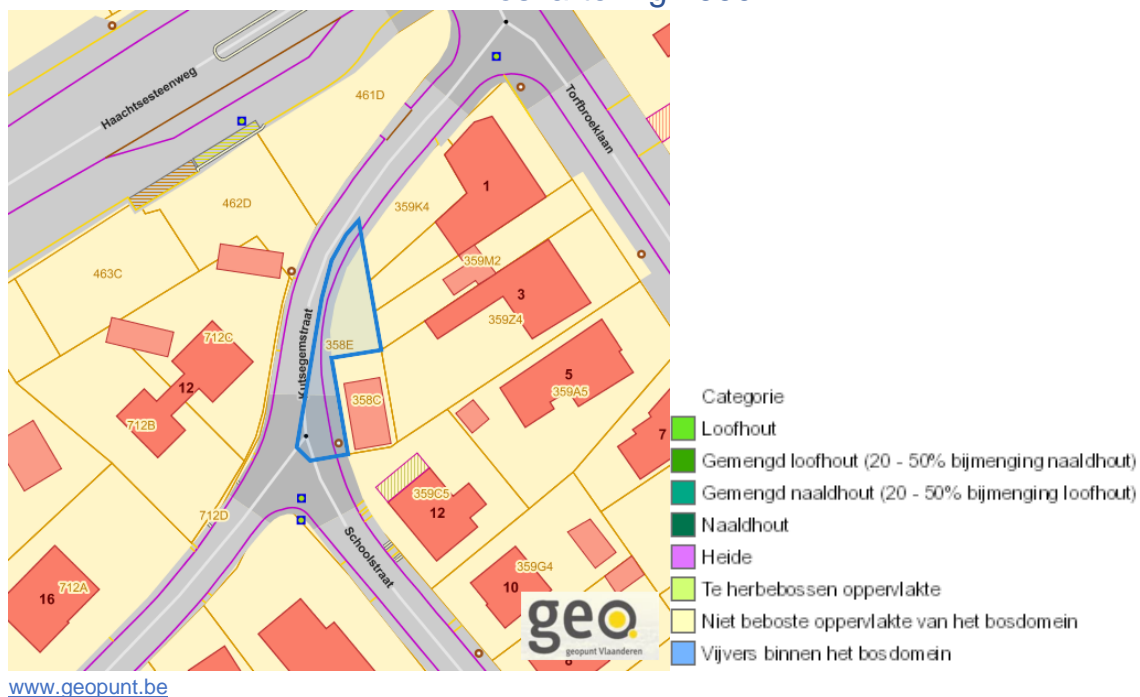 Haachtsesteenweg
461D
Torfbroeklaan
462D
359K4
1
463C
359M2
3
359Z4
712C
Kutsegemstraat
358E
12
5
359A5
358C
712B
7
359C5
12
712D
Schoolstraat
359G4
10
712A
16
geo
geopunt Vlaanderen
8
Categorie
Loofhout
Gemengd loofhout (20 - 50% bijmenging naaldhout)
Gemengd naaldhout (20 - 50% bijmenging loofhout)
Naaldhout
Heide
Te herbebossen oppervlakte
Niet beboste oppervlakte van het bosdomein
Vijvers binnen het bosdomein
www.geopunt.be